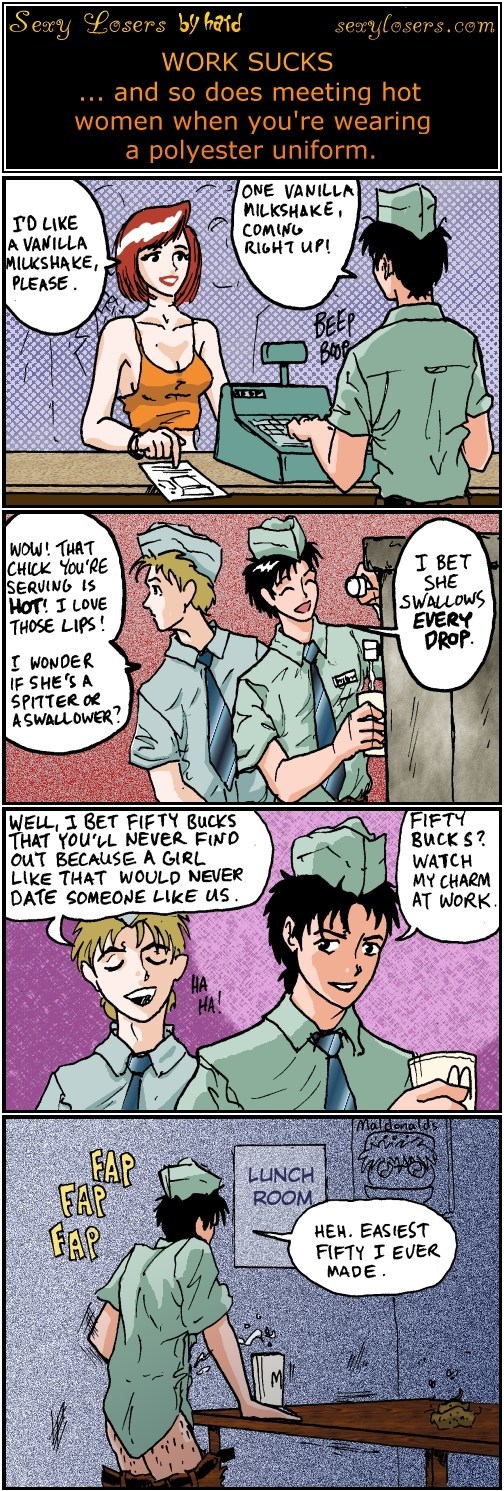 Sexy Losers by hard
sexylosers.com
WORK SUCKS
... and so does meeting hot
women when you're wearing
a polyester uniform.
I'D LIKE
A VANILLA
MILKSHAKE,
PLEASE.
ONE VANILLA
MILKSHAKE,
COMING
RIGHT UP!
BEEP
BOOP
WOW! THAT
CHICK YOU'RE
SERVING IS
HOT! I LOVE
THOSE LIPS!
I WONDER
IF SHE'S A
SPITTER OR
A SWALLOWER?
I BET
SHE
SWALLOWS
EVERY
DROP.
WELL, I BET FIFTY BUCKS
THAT YOU'LL NEVER FIND
OUT BECAUSE A GIRL
LIKE THAT WOULD NEVER
DATE SOMEONE LIKE US.
HA
HA!
FIFTY
BUCKS?
WATCH
MY CHARM
AT WORK.
M
Maldonalds
FAP
FAP
FAP
LUNCH
ROOM
HEH. EASIEST
FIFTY I EVER
MADE.
M